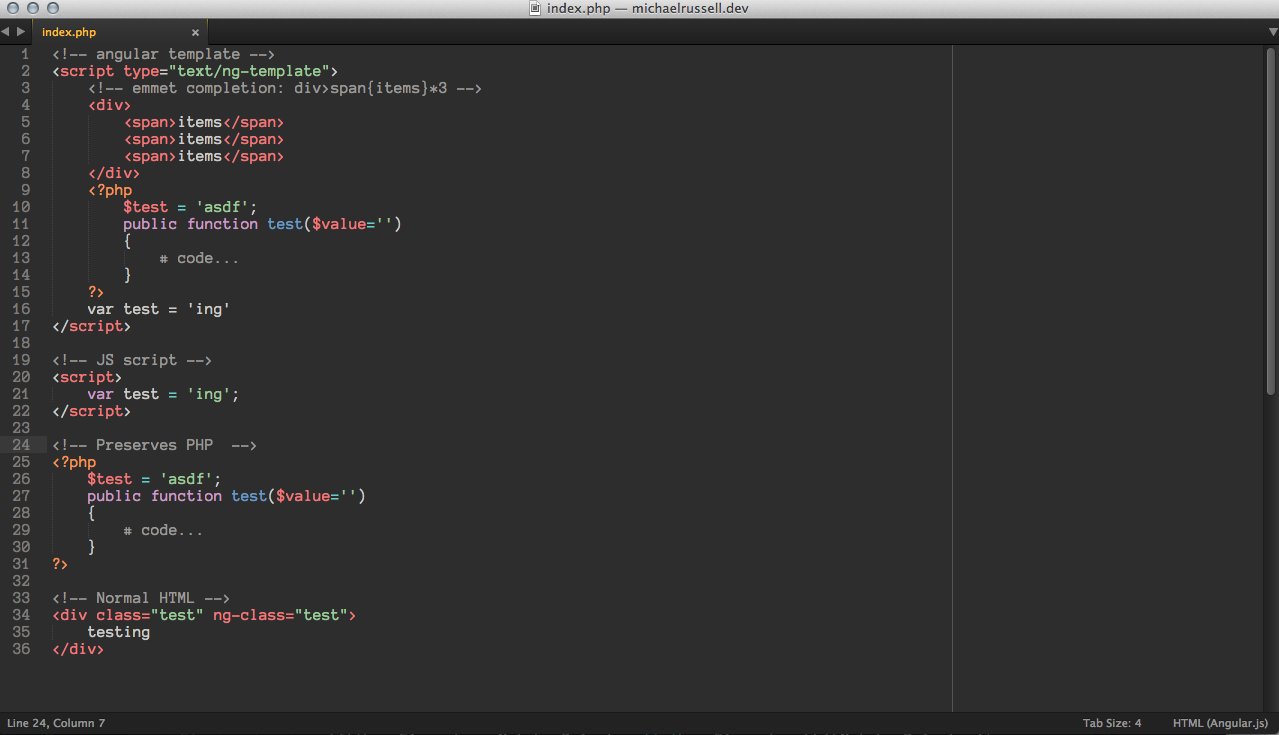 index.php — michaelrussell.dev
index.php ×
1 <!-- angular template -->
2 <script type="text/ng-template">
3     <!-- emmet completion: div>span{items}*3 -->
4     <div>
5         <span>items</span>
6         <span>items</span>
7         <span>items</span>
8     </div>
9     <?php
10         $test = 'asdf';
11         public function test($value='')
12         {
13             # code...
14         }
15     ?>
16     var test = 'ing'
17 </script>
18
19 <!-- JS script -->
20 <script>
21     var test = 'ing';
22 </script>
23
24 <!-- Preserves PHP  -->
25 <?php
26     $test = 'asdf';
27     public function test($value='')
28     {
29         # code...
30     }
31 ?>
32
33 <!-- Normal HTML -->
34 <div class="test" ng-class="test">
35     testing
36 </div>
Line 24, Column 7 Tab Size: 4 HTML (Angular.js)